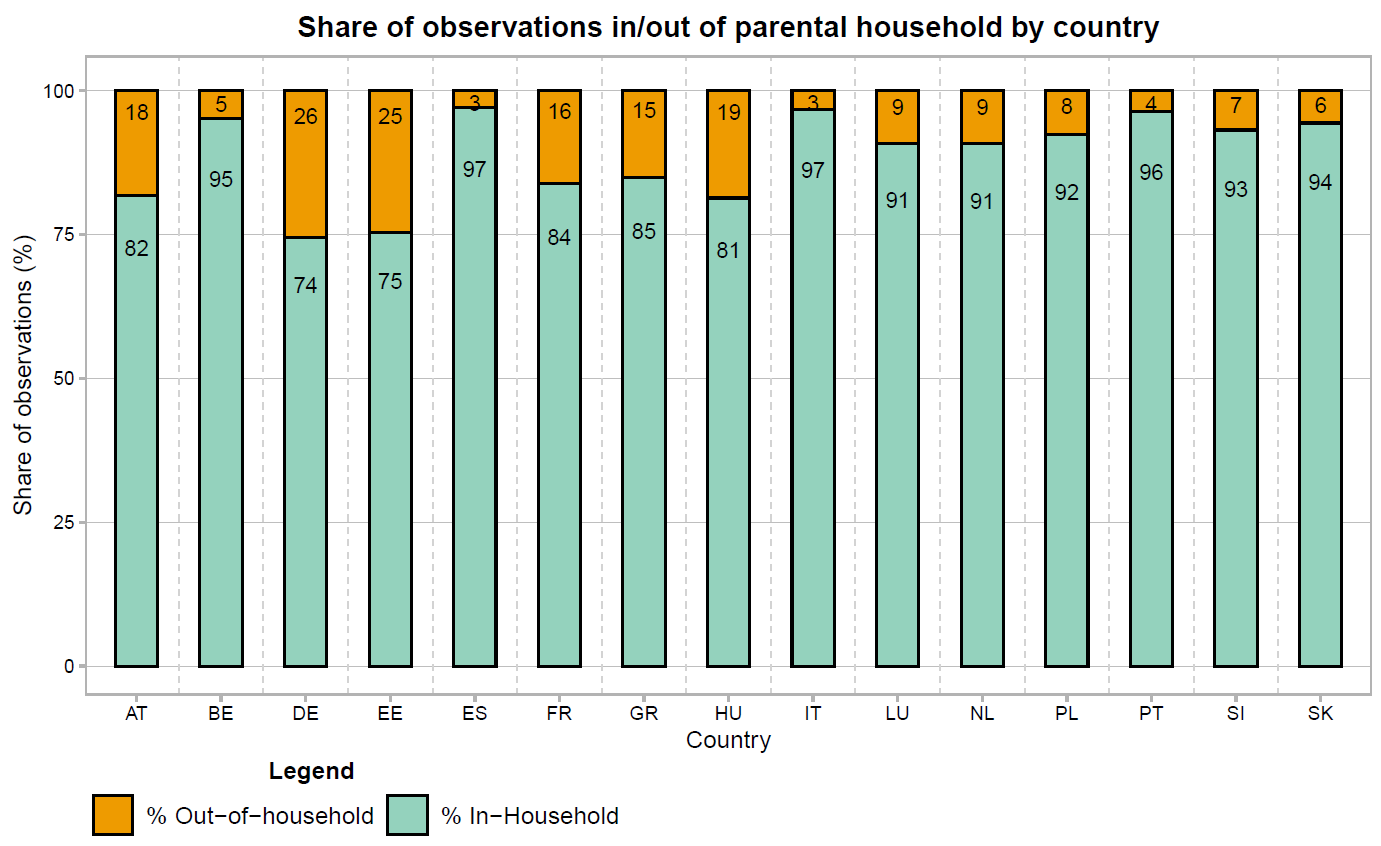 Share of observations in/out of parental household by country
Share of observations (%)
100
75
50
25
0
18 5 26 25 3 16 15 19 3 9 9 8 4 7 6
82 95 74 75 97 84 85 81 97 91 91 92 96 93 94
AT BE DE EE ES FR GR HU IT LU NL PL PT SI SK
Country
Legend
% Out−of−household % In−Household